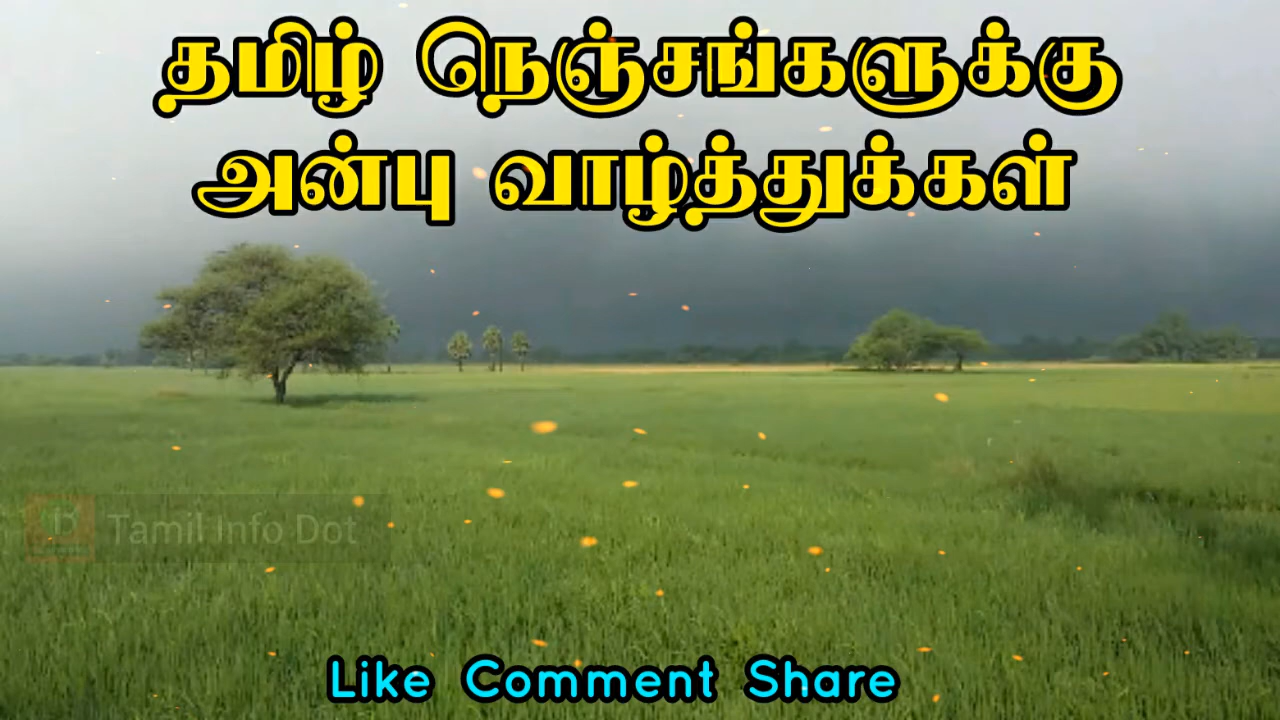 தமிழ் நெஞ்சங்களுக்கு
அன்பு வாழ்த்துக்கள்
Tamil Info Dot
Like Comment Share